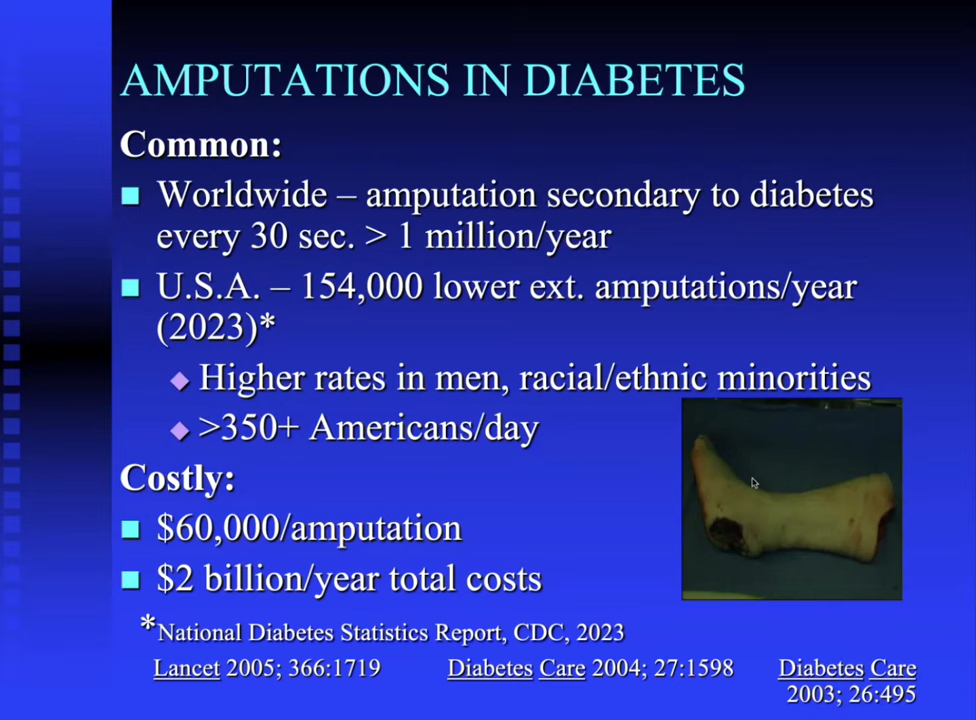 AMPUTATIONS IN DIABETES
Common:
Worldwide – amputation secondary to diabetes
every 30 sec. > 1 million/year
U.S.A. – 154,000 lower ext. amputations/year
(2023)*
Higher rates in men, racial/ethnic minorities
>350+ Americans/day
Costly:
$60,000/amputation
$2 billion/year total costs
*National Diabetes Statistics Report, CDC, 2023
Lancet 2005; 366:1719 Diabetes Care 2004; 27:1598 Diabetes Care
2003; 26:495